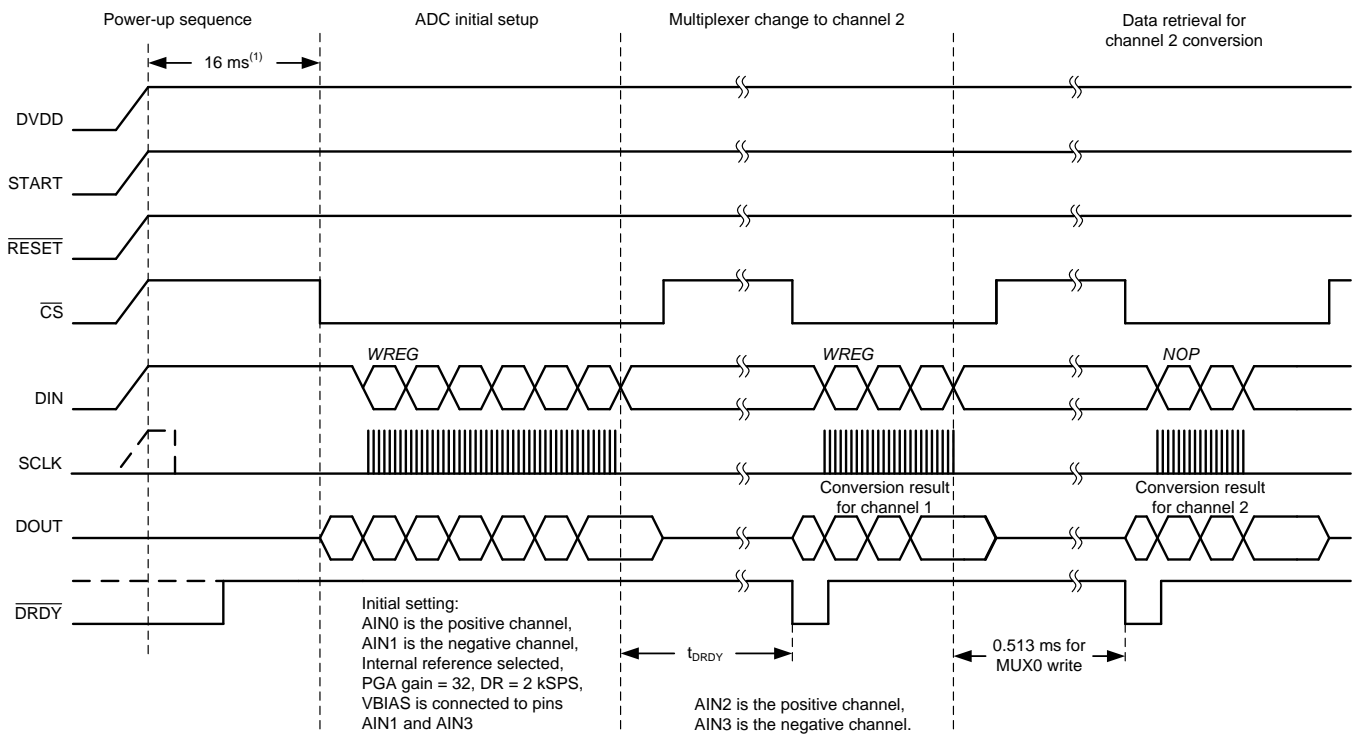 Power-up sequence
ADC initial setup
Multiplexer change to channel 2
Data retrieval for
channel 2 conversion
16 ms(1)
DVDD
START
RESET
CS
WREG
WREG
NOP
DIN
SCLK
Conversion result
for channel 1
Conversion result
for channel 2
DOUT
DRDY
Initial setting:
AIN0 is the positive channel,
AIN1 is the negative channel,
Internal reference selected,
PGA gain = 32, DR = 2 kSPS,
VBIAS is connected to pins
AIN1 and AIN3
tDRDY
0.513 ms for
MUX0 write
AIN2 is the positive channel,
AIN3 is the negative channel.